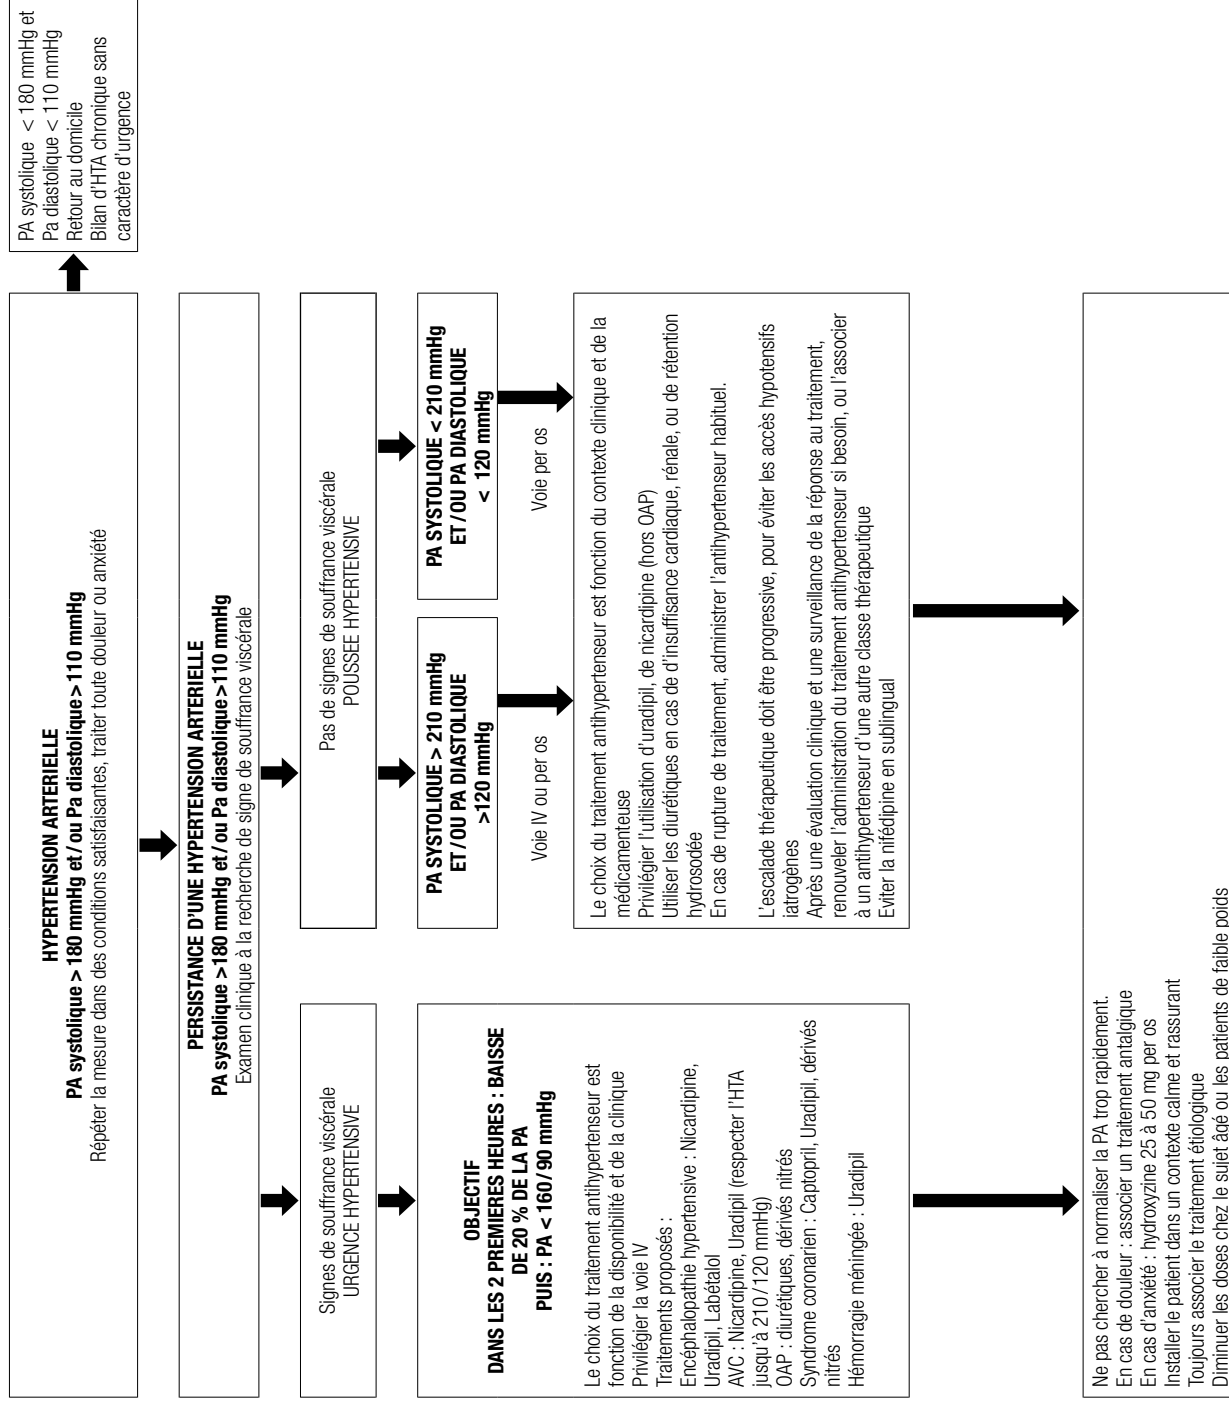 HYPERTENSION ARTERIELLE
PA systolique > 180 mmHg et / ou Pa diastolique > 110 mmHg
Répéter la mesure dans des conditions satisfaisantes, traiter toute douleur ou anxiété
PA systolique < 180 mmHg et
Pa diastolique < 110 mmHg
Retour au domicile
Bilan d'HTA chronique sans
caractère d'urgence
PERSISTANCE D'UNE HYPERTENSION ARTERIELLE
PA systolique >180 mmHg et / ou Pa diastolique >110 mmHg
Examen clinique à la recherche de signe de souffrance viscérale
Signes de souffrance viscérale
URGENCE HYPERTENSIVE
Pas de signes de souffrance viscérale
POUSSEE HYPERTENSIVE
OBJECTIF
DANS LES 2 PREMIERES HEURES : BAISSE
DE 20 % DE LA PA
PUIS : PA < 160 / 90 mmHg
Le choix du traitement antihypertenseur est
fonction de la disponibilité et de la clinique
Privilégier la voie IV
Traitements proposés :
Encéphalopathie hypertensive : Nicardipine,
Uradipil, Labétalol
AVC : Nicardipine, Uradipil (respecter l'HTA
jusqu'à 210 / 120 mmHg)
OAP : diurétiques, dérivés nitrés
Syndrome coronarien : Captopril, Uradipil, dérivés
nitrés
Hémorragie méningée : Uradipil
PA SYSTOLIQUE > 210 mmHg
ET / OU PA DIASTOLIQUE
>120 mmHg
Voie IV ou per os
PA SYSTOLIQUE < 210 mmHg
ET / OU PA DIASTOLIQUE
< 120 mmHg
Voie per os
Le choix du traitement antihypertenseur est fonction du contexte clinique et de la
médicamenteuse
Privilégier l'utilisation d'uradipil, de nicardipine (hors OAP)
Utiliser les diurétiques en cas de d'insuffisance cardiaque, rénale, ou de rétention
hydrosodée
En cas de rupture de traitement, administrer l'antihypertenseur habituel.
L'escalade thérapeutique doit être progressive, pour éviter les accès hypotensifs
iatrogènes
Après une évaluation clinique et une surveillance de la réponse au traitement,
renouveler l'administration du traitement antihypertenseur si besoin, ou l'associer
à un antihypertenseur d'une autre classe thérapeutique
Eviter la nifédipine en sublingual
Ne pas chercher à normaliser la PA trop rapidement.
En cas de douleur : associer un traitement antalgique
En cas d'anxiété : hydroxyzine 25 à 50 mg per os
Installer le patient dans un contexte calme et rassurant
Toujours associer le traitement étiologique
Diminuer les doses chez le sujet âgé ou les patients de faible poids